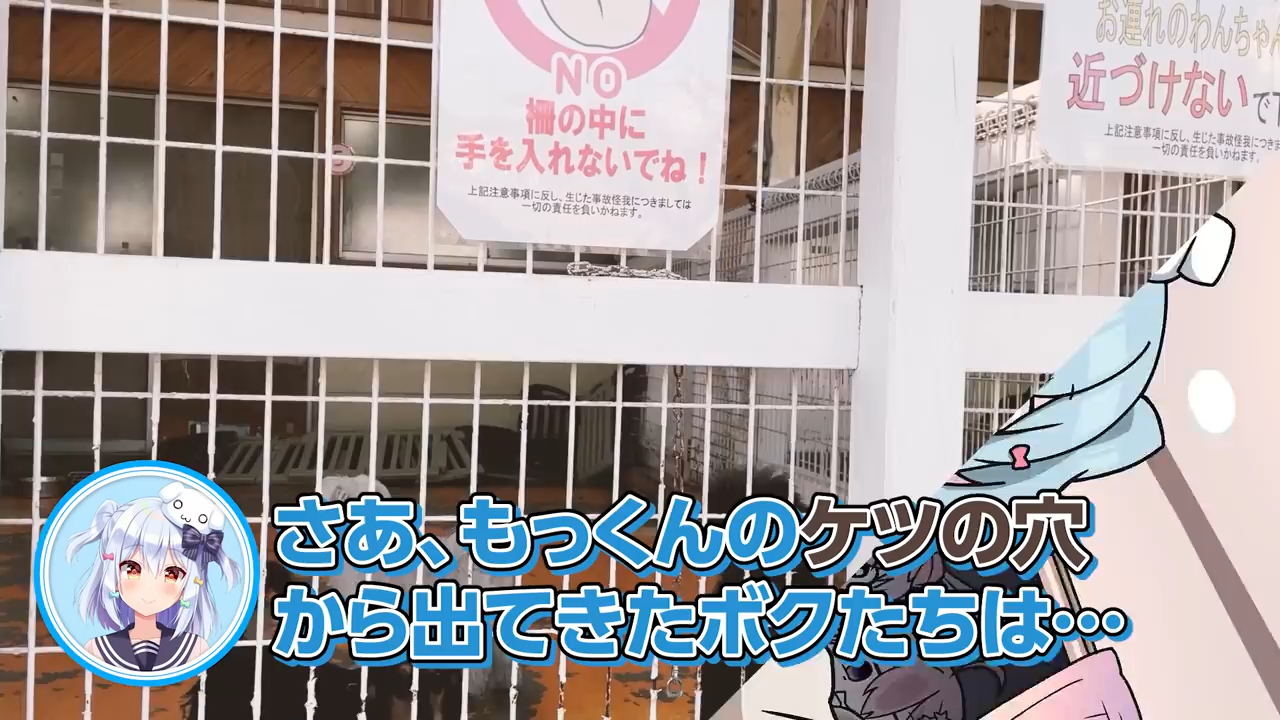 NO
柵の中に
手を入れないでね！
上記注意事項に反し、生じた事故怪我につきましては
一切の責任を負いかねます。
お連れのわんちゃん
近づけないで
上記注意事項に反し、生じた事故怪我につきま
一切の責任を負いかねます。
さあ、もっくんのケツの穴
から出てきたボクたちは…